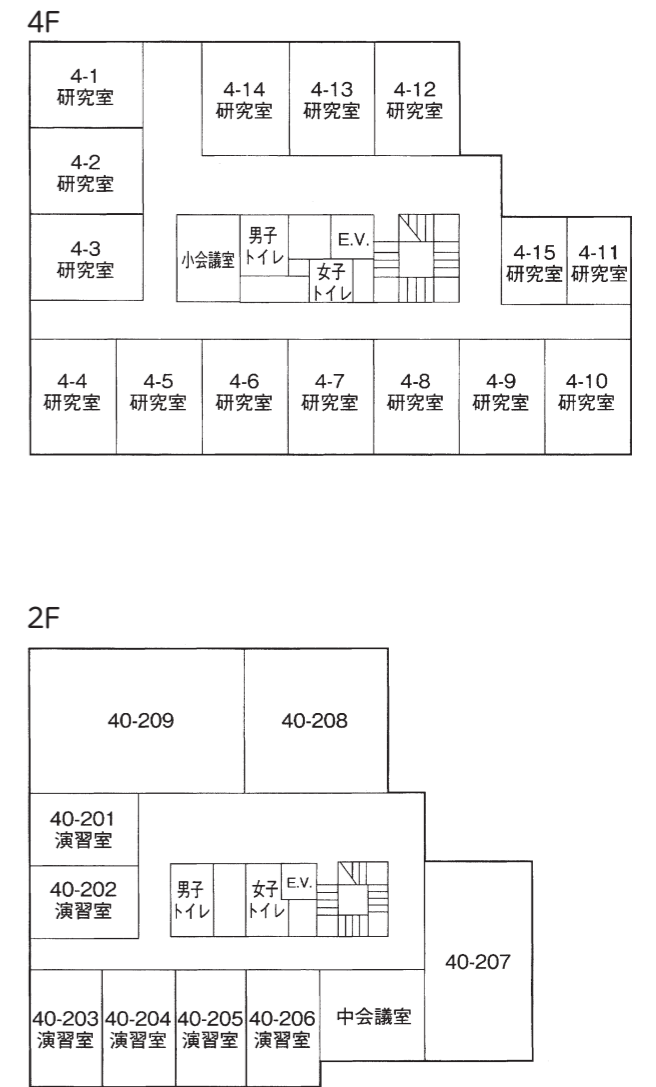 4F
4-1
研究室
4-14
研究室
4-13
研究室
4-12
研究室
4-2
研究室
4-3
研究室
小会議室
男子
トイレ
E.V.
女子
トイレ
4-15
研究室
4-11
研究室
4-4
研究室
4-5
研究室
4-6
研究室
4-7
研究室
4-8
研究室
4-9
研究室
4-10
研究室
2F
40-209
40-208
40-201
演習室
40-202
演習室
男子
トイレ
女子
トイレ
E.V.
40-207
40-203
演習室
40-204
演習室
40-205
演習室
40-206
演習室
中会議室